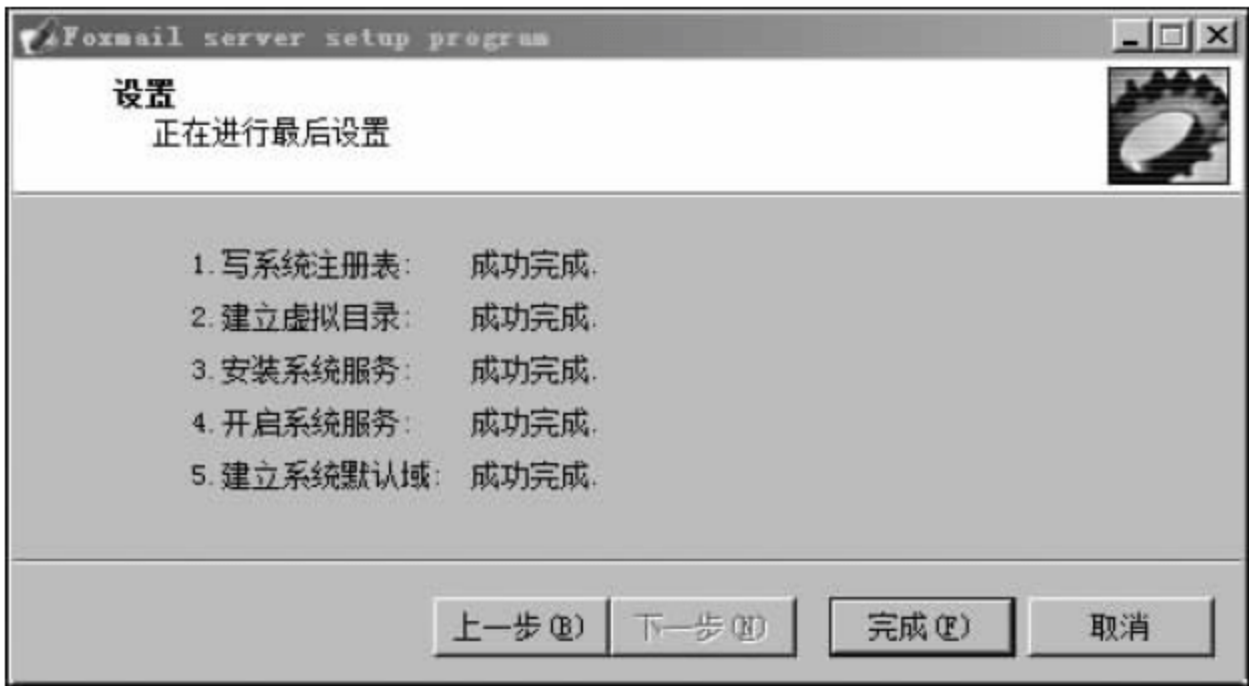 Foxmail server setup program
设置
正在进行最后设置
1.写系统注册表: 成功完成.
2.建立虚拟目录: 成功完成.
3.安装系统服务: 成功完成.
4.开启系统服务: 成功完成.
5.建立系统默认域: 成功完成.
上一步(B) 下一步(N) 完成(F) 取消